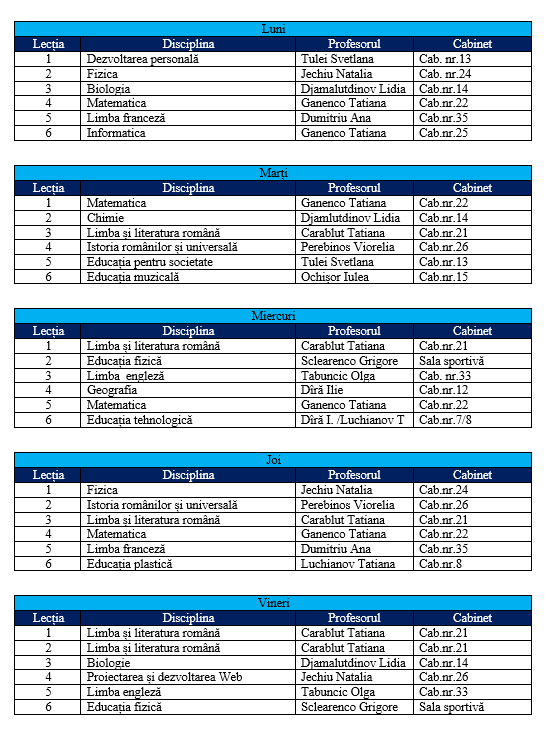 Luni
Lecția Disciplina Profesorul Cabinet
1 Dezvoltarea personală Tulei Svetlana Cab. nr.13
2 Fizica Jechiu Natalia Cab. nr.24
3 Biologia Djamalutdinov Lidia Cab.nr.14
4 Matematica Ganenco Tatiana Cab.nr.22
5 Limba franceză Dumitriu Ana Cab.nr.35
6 Informatica Ganenco Tatiana Cab.nr.25
Marți
Lecția Disciplina Profesorul Cabinet
1 Matematica Ganenco Tatiana Cab.nr.22
2 Chimie Djamlutdinov Lidia Cab.nr.14
3 Limba și literatura română Carablut Tatiana Cab.nr.21
4 Istoria românilor și universală Perebinos Viorelia Cab.nr.26
5 Educația pentru societate Tulei Svetlana Cab.nr.13
6 Educația muzicală Ochișor Iulea Cab.nr.15
Miercuri
Lecția Disciplina Profesorul Cabinet
1 Limba și literatura română Carablut Tatiana Cab.nr.21
2 Educația fizică Sclearenco Grigore Sala sportivă
3 Limba engleză Tabuncic Olga Cab. nr.33
4 Geografia Dîră Ilie Cab.nr.12
5 Matematica Ganenco Tatiana Cab.nr.22
6 Educația tehnologică Dîră I. /Luchianov T Cab.nr.7/8
Joi
Lecția Disciplina Profesorul Cabinet
1 Fizica Jechiu Natalia Cab.nr.24
2 Istoria românilor și universală Perebinos Viorelia Cab.nr.26
3 Limba și literatura română Carablut Tatiana Cab.nr.21
4 Matematica Ganenco Tatiana Cab.nr.22
5 Limba franceză Dumitriu Ana Cab.nr.35
6 Educația plastică Luchianov Tatiana Cab.nr.8
Vineri
Lecția Disciplina Profesorul Cabinet
1 Limba și literatura română Carablut Tatiana Cab.nr.21
2 Limba și literatura română Carablut Tatiana Cab.nr.21
3 Biologie Djamalutdinov Lidia Cab.nr.14
4 Proiectarea și dezvoltarea Web Jechiu Natalia Cab.nr.26
5 Limba engleză Tabuncic Olga Cab.nr.33
6 Educația fizică Sclearenco Grigore Sala sportivă